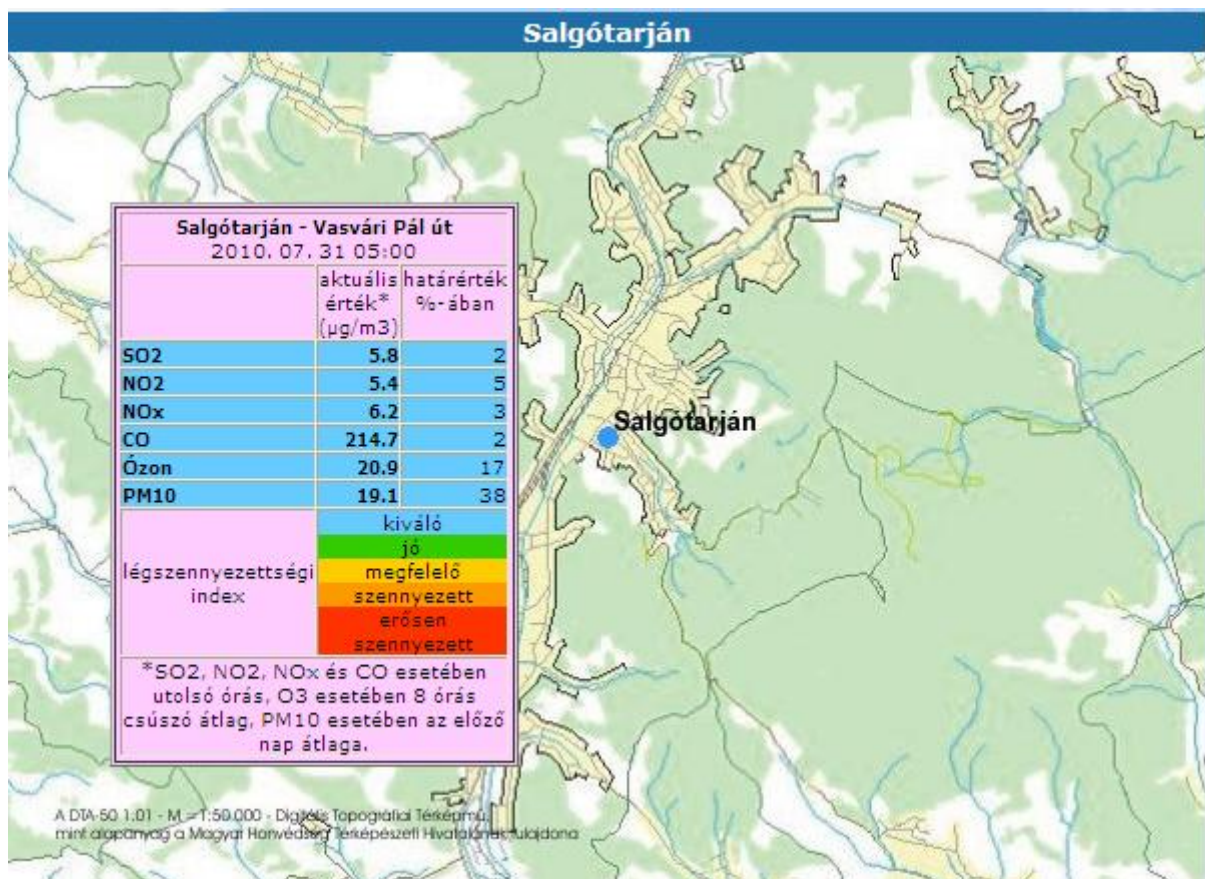 Salgótarján
Salgótarján - Vasvári Pál út
2010. 07. 31 05:00
aktuális érték* (µg/m3) határérték %-ában
SO2 5.8 2
NO2 5.4 5
NOx 6.2 3
CO 214.7 2
Ózon 20.9 17
PM10 19.1 38
légszennyezettségi index
kiváló
jó
megfelelő
szennyezett
erősen
szennyezett
*SO2, NO2, NOx és CO esetében
utolsó órás, O3 esetében 8 órás
csúszó átlag, PM10 esetében az előző
nap átlaga.
Salgótarján
A DTA-50 1.01 - M =1:50.000 - Digitális Topográfiai Térképmű,
mint alapanyag a Magyar Honvédség Térképészeti Hivatalának tulajdona